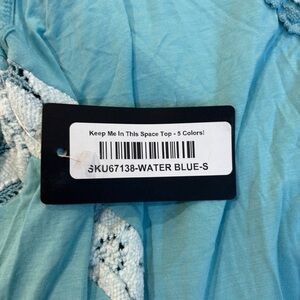 Keep Me In This Space Top - 5 Colors!
SKU67138-WATER BLUE-S